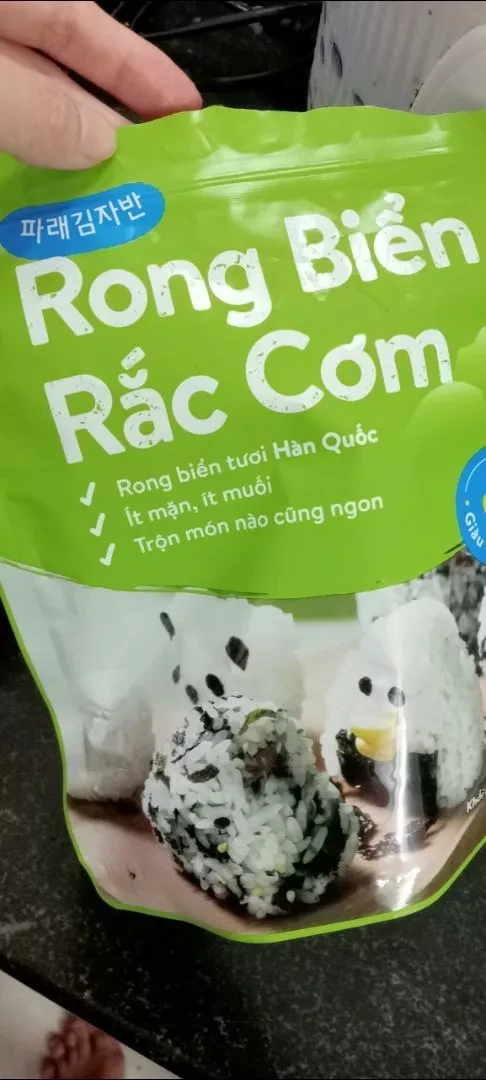 파래김자반
Rong Biển
Rắc Cơm
Rong biển tươi Hàn Quốc
Ít mặn, ít muối
Trộn món nào cũng ngon
Giàu